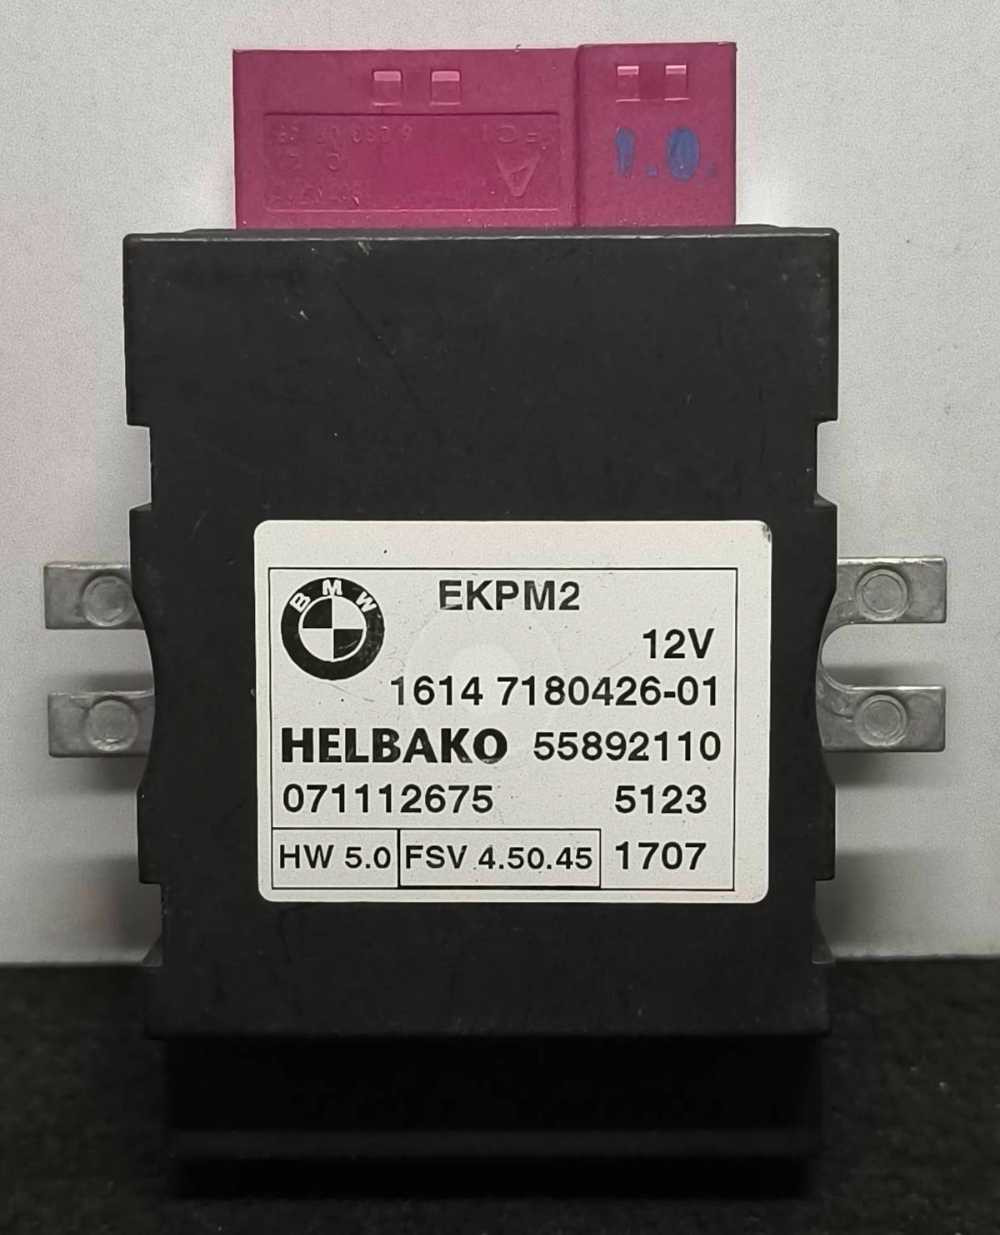 1.0.
BMW
EKPM2
12V
1614 7180426-01
HELBAKO 55892110
071112675 5123
HW 5.0 FSV 4.50.45 1707